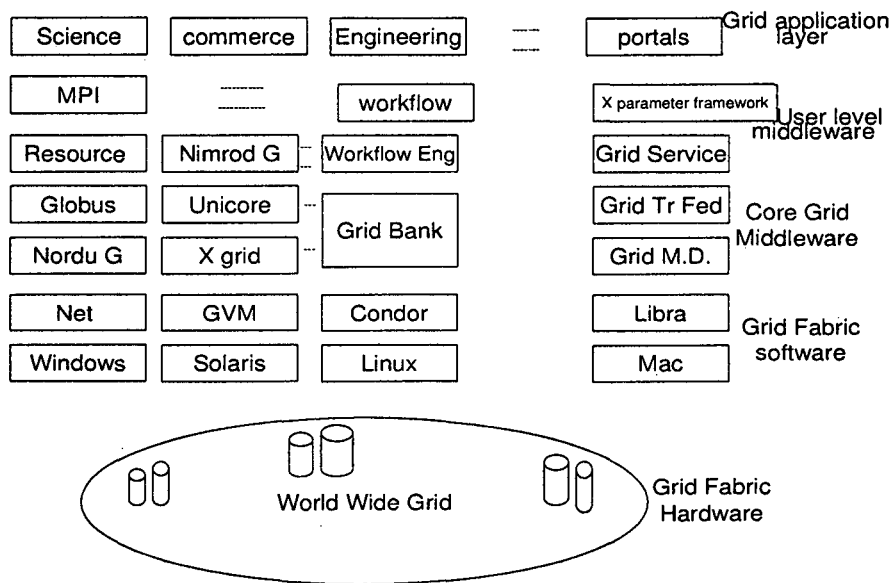 Science
commerce
Engineering
portals
Grid application
layer
MPI
workflow
X parameter framework
User level
middleware
Resource
Nimrod G
Workflow Eng
Grid Service
Globus
Unicore
Grid Bank
Grid Tr Fed
Core Grid
Middleware
Nordu G
X grid
Grid M.D.
Net
GVM
Condor
Libra
Grid Fabric
software
Windows
Solaris
Linux
Mac
World Wide Grid
Grid Fabric
Hardware